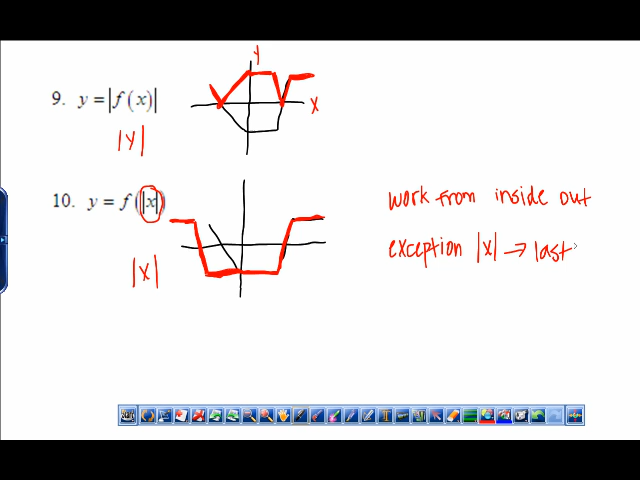 Y
9. y = |f(x)|
X
|Y|
10. y = f(|x|)
work from inside out
exception |x| → last
|X|